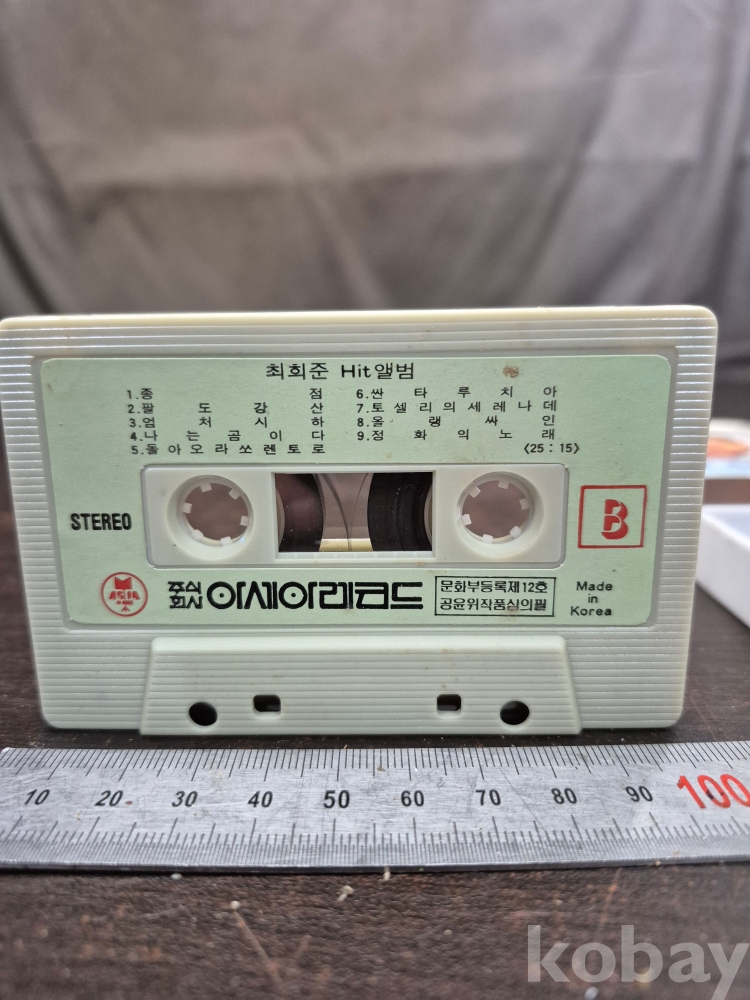 최희준 Hit앨범
1.종점 6.싼타루치아
2.팔도강산 7.토셀리의세레나데
3.엄처시하 8.올랭싸인
4.나는곰이다 9.정화의노래
5.돌아오라쏘렌토로 〈25:15〉
STEREO
B
ASIA
주식회사 아세아레코드
문화부등록제12호
공윤위작품심의필
Made in Korea
10 20 30 40 50 60 70 80 90 100
kobay